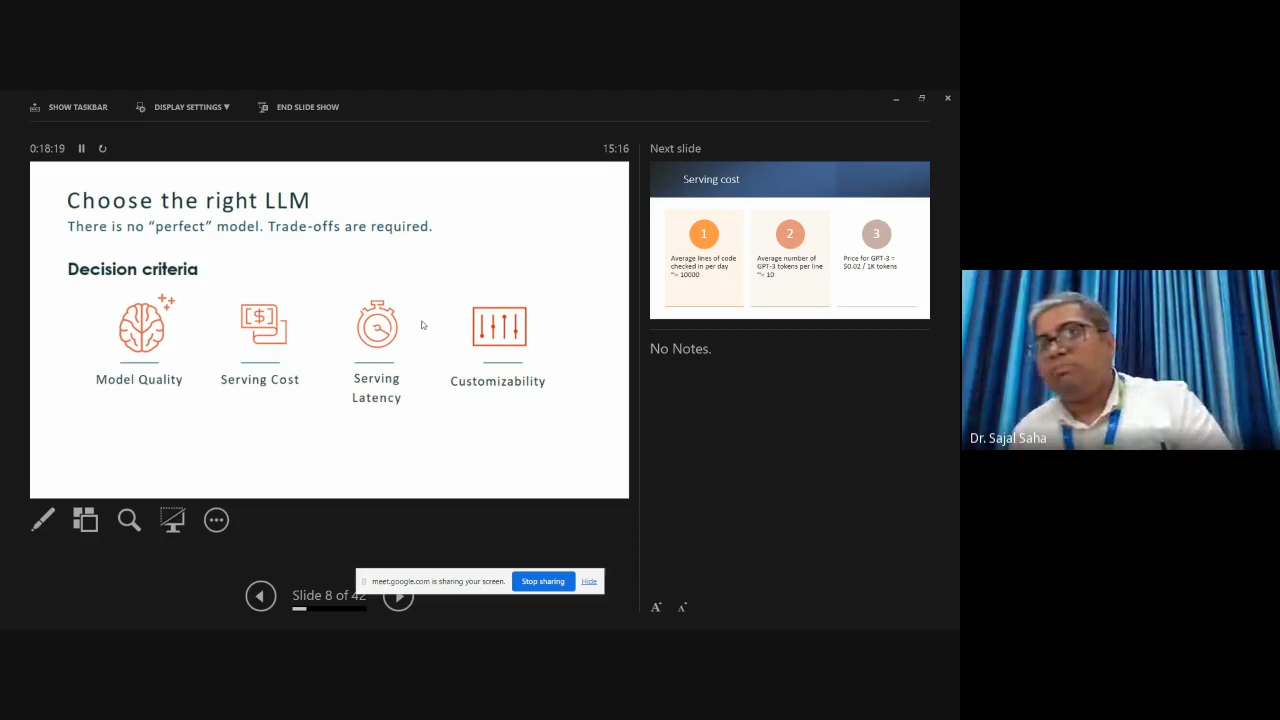 SHOW TASKBAR
DISPLAY SETTINGS ▼
END SLIDE SHOW
0:18:19
15:16
Choose the right LLM
There is no “perfect” model. Trade-offs are required.
Decision criteria
[$]
Model Quality
Serving Cost
Serving
Latency
Customizability
Next slide
Serving cost
1
Average lines of code
checked in per day
~= 10000
2
Average number of
GPT-3 tokens per line
~= 10
3
Price for GPT-3 =
$0.02 / 1K tokens
No Notes.
Dr. Sajal Saha
meet.google.com is sharing your screen.
Stop sharing
Hide
Slide 8 of 42
A A